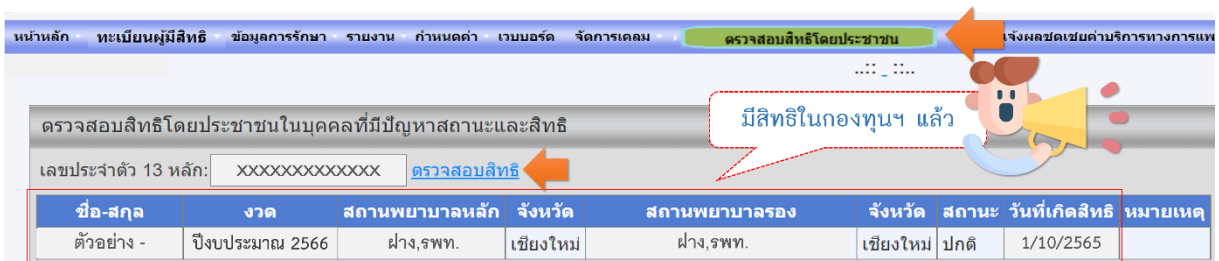 หน้าหลัก ทะเบียนผู้มีสิทธิ ข้อมูลการรักษา รายงาน กำหนดค่า เวบบอร์ด จัดการเคลม ตรวจสอบสิทธิโดยประชาชน แจ้งผลชดเชยค่าบริการทางการแพ
..:: _ ::..
มีสิทธิในกองทุนฯ แล้ว
ตรวจสอบสิทธิโดยประชาชนในบุคคลที่มีปัญหาสถานะและสิทธิ
เลขประจำตัว 13 หลัก: XXXXXXXXXXXXX ตรวจสอบสิทธิ
ชื่อ-สกุล งวด สถานพยาบาลหลัก จังหวัด สถานพยาบาลรอง จังหวัด สถานะ วันที่เกิดสิทธิ หมายเหตุ
ตัวอย่าง - ปีงบประมาณ 2566 ฝาง,รพท. เชียงใหม่ ฝาง,รพท. เชียงใหม่ ปกติ 1/10/2565